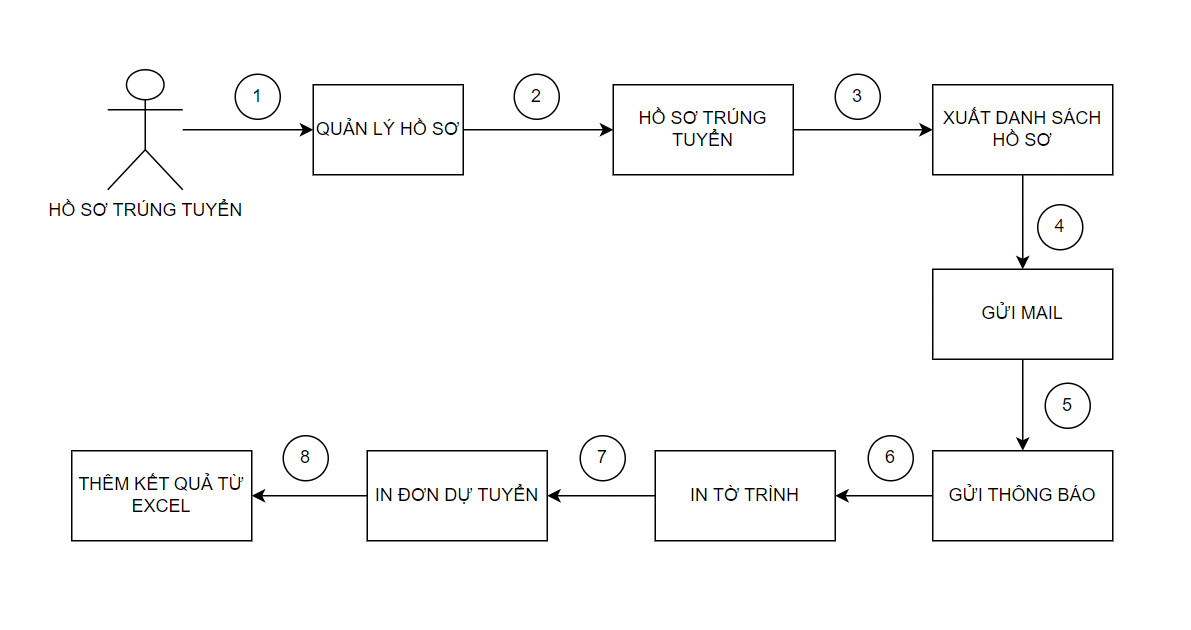 1
2
3
QUẢN LÝ HỒ SƠ
HỒ SƠ TRÚNG
TUYỂN
XUẤT DANH SÁCH
HỒ SƠ
HỒ SƠ TRÚNG TUYỂN
4
GỬI MAIL
5
8
7
6
THÊM KẾT QUẢ TỪ
EXCEL
IN ĐƠN DỰ TUYỂN
IN TỜ TRÌNH
GỬI THÔNG BÁO